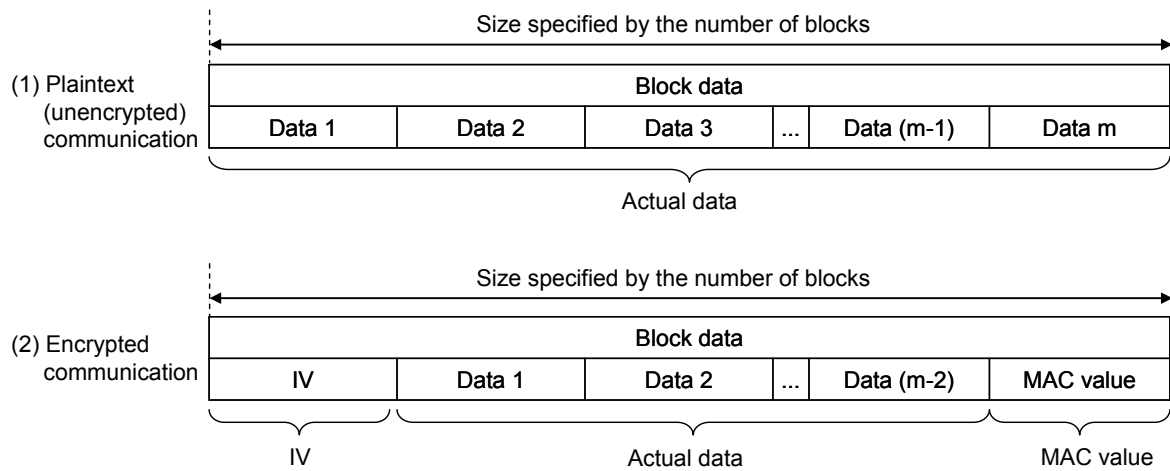 Size specified by the number of blocks
(1) Plaintext
(unencrypted)
communication
Block data
Data 1 Data 2 Data 3 ... Data (m-1) Data m
Actual data
Size specified by the number of blocks
(2) Encrypted
communication
Block data
IV Data 1 Data 2 ... Data (m-2) MAC value
IV Actual data MAC value